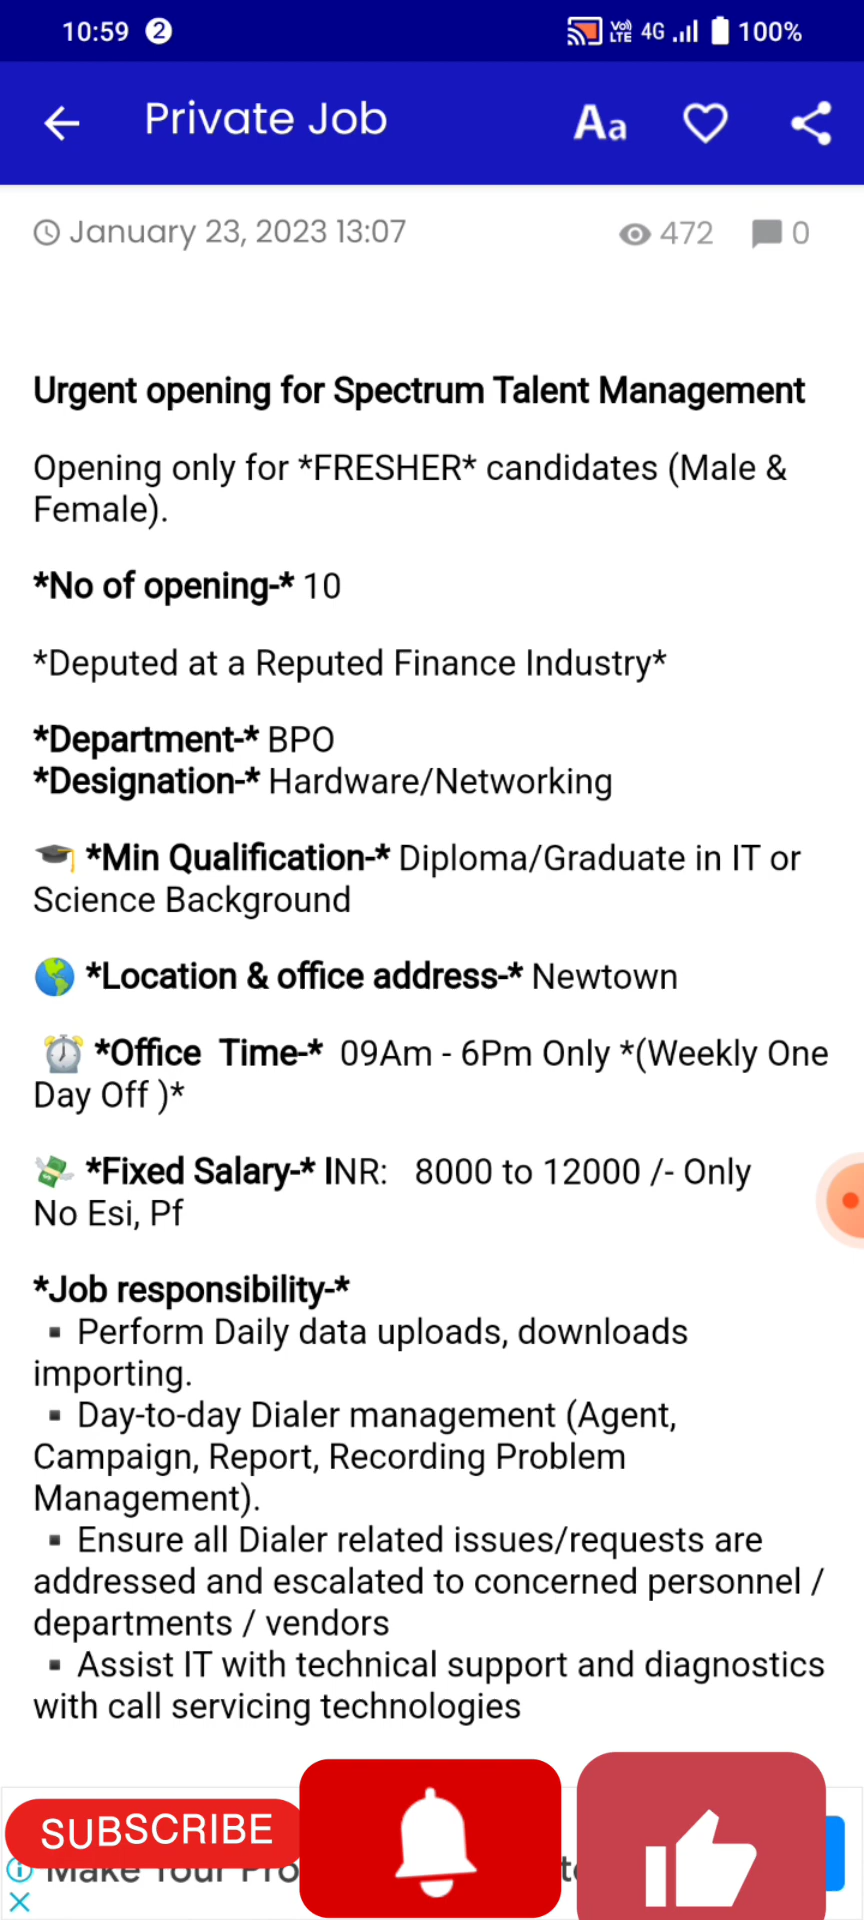 10:59 2 Vo) LTE 4G 100%
Private Job Aa
January 23, 2023 13:07 472 0
Urgent opening for Spectrum Talent Management
Opening only for *FRESHER* candidates (Male &
Female).
*No of opening-* 10
*Deputed at a Reputed Finance Industry*
*Department-* BPO
*Designation-* Hardware/Networking
*Min Qualification-* Diploma/Graduate in IT or
Science Background
*Location & office address-* Newtown
*Office Time-* 09Am - 6Pm Only *(Weekly One
Day Off )*
*Fixed Salary-* INR: 8000 to 12000 /- Only
No Esi, Pf
*Job responsibility-*
▪ Perform Daily data uploads, downloads
importing.
▪ Day-to-day Dialer management (Agent,
Campaign, Report, Recording Problem
Management).
▪ Ensure all Dialer related issues/requests are
addressed and escalated to concerned personnel /
departments / vendors
▪ Assist IT with technical support and diagnostics
with call servicing technologies
SUBSCRIBE
Make Your